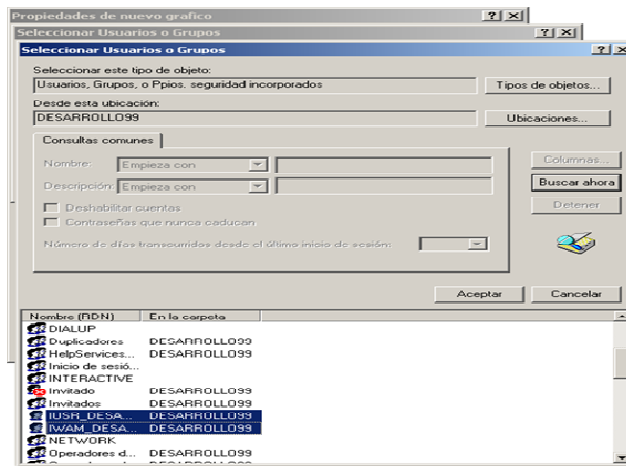 Propiedades de nuevo grafico
Seleccionar Usuarios o Grupos
Seleccionar Usuarios o Grupos
Seleccionar este tipo de objeto:
Usuarios, Grupos, o Ppios. seguridad incorporados
Tipos de objetos...
Desde esta ubicación:
DESARROLLO99
Ubicaciones...
Consultas comunes
Nombre: Empieza con
Columnas...
Descripción: Empieza con
Buscar ahora
Deshabilitar cuentas
Detener
Contraseñas que nunca caducan
Número de días transcurridos desde el último inicio de sesión:
Aceptar Cancelar
Nombre (RDN) En la carpeta
DIALUP
Duplicadores DESARROLLO99
HelpServices... DESARROLLO99
Inicio de sesió...
INTERACTIVE
Invitado DESARROLLO99
Invitados DESARROLLO99
IUSR_DESA... DESARROLLO99
IWAM_DESA... DESARROLLO99
NETWORK
Operadores d... DESARROLLO99